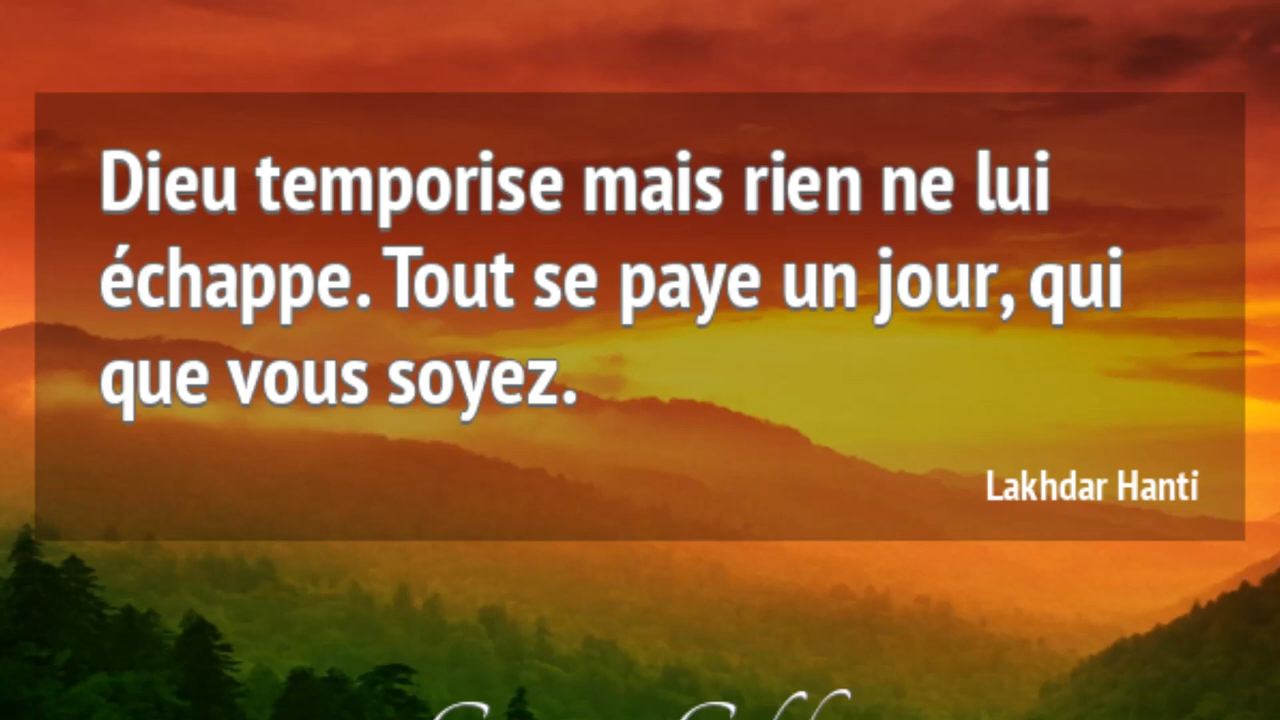 Dieu temporise mais rien ne lui
échappe. Tout se paye un jour, qui
que vous soyez.
Lakhdar Hanti